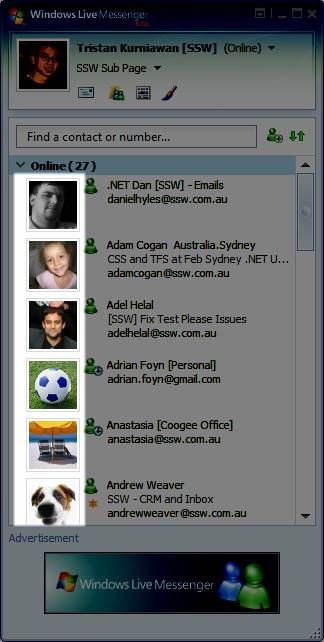 Windows Live Messenger
Beta
Tristan Kurniawan [SSW] (Online)
SSW Sub Page
Find a contact or number...
Online ( 27 )
.NET Dan [SSW] - Emails
danielhyles@ssw.com.au
Adam Cogan Australia.Sydney
CSS and TFS at Feb Sydney .NET U...
adamcogan@ssw.com.au
Adel Helal
[SSW] Fix Test Please Issues
adelhelal@ssw.com.au
Adrian Foyn [Personal]
adrian.foyn@gmail.com
Anastasia [Coogee Office]
anastasia@ssw.com.au
Andrew Weaver
SSW - CRM and Inbox
andrewweaver@ssw.com.au
Advertisement
Windows Live Messenger